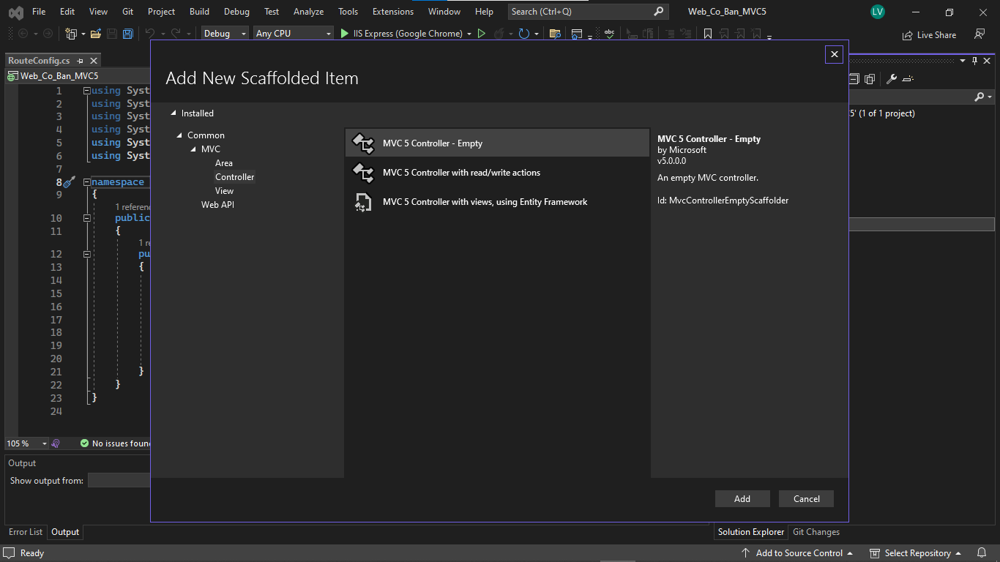 File Edit View Git Project Build Debug Test Analyze Tools Extensions Window Help Search (Ctrl+Q) Web_Co_Ban_MVC5 LV
Debug Any CPU IIS Express (Google Chrome) Live Share
RouteConfig.cs
Web_Co_Ban_MVC5
1 using Syst
2 using Syst
3 using Syst
4 using Syst
5 using Syst
6 using Syst
7
8 namespace
9 {
1 referenc
10 public
11 {
1 re
12 pu
13 {
14
15
16
17
18
19
20
21 }
22 }
23 }
24
105 % No issues foun
Output
Show output from:
Error List Output
Add New Scaffolded Item
Installed
Common
MVC
Area
Controller
View
Web API
MVC 5 Controller - Empty
MVC 5 Controller with read/write actions
MVC 5 Controller with views, using Entity Framework
MVC 5 Controller - Empty
by Microsoft
v5.0.0.0
An empty MVC controller.
Id: MvcControllerEmptyScaffolder
Add Cancel
5' (1 of 1 project)
Solution Explorer Git Changes
Ready Add to Source Control Select Repository